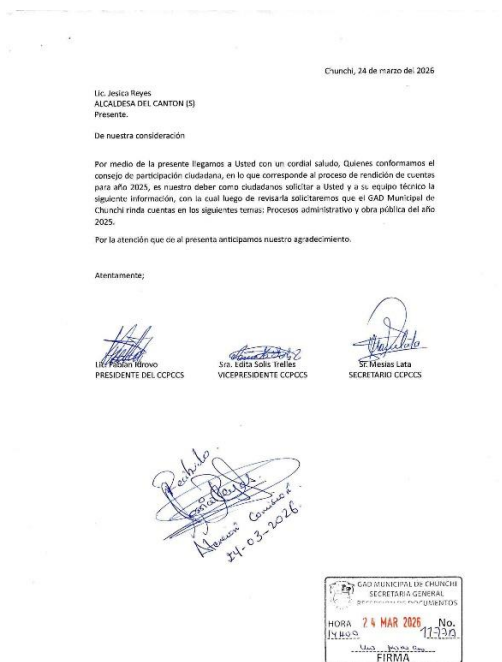 Chunchi, 24 de marzo del 2026
Lic. Jesica Reyes
ALCALDESA DEL CANTON (S)
Presente.
De nuestra consideración
Por medio de la presente llegamos a Usted con un cordial saludo, Quienes conformamos el
consejo de participación ciudadana, en lo que corresponde al proceso de rendición de cuentas
para año 2025, es nuestro deber como ciudadanos solicitar a Usted y a su equipo técnico la
siguiente información, con la cual luego de revisarla solicitaremos que el GAD Municipal de
Chunchi rinda cuentas en los siguientes temas: Procesos administrativo y obra pública del año
2025.
Por la atención que de al presenta anticipamos nuestro agradecimiento.
Atentamente;
Lic. Fabian
Sra. Edita Solis Trelles
Sr. Mesias Lata
PRESIDENTE DEL CCPCCS
VICEPRESIDENTE CCPCCS
SECRETARIO CCPCCS
Recibido
24-03-2026.
GAD MUNICIPAL DE CHUNCHI
SECRETARIA GENERAL
RECEPCION DE DOCUMENTOS
HORA 24 MAR 2026 No.
FIRMA